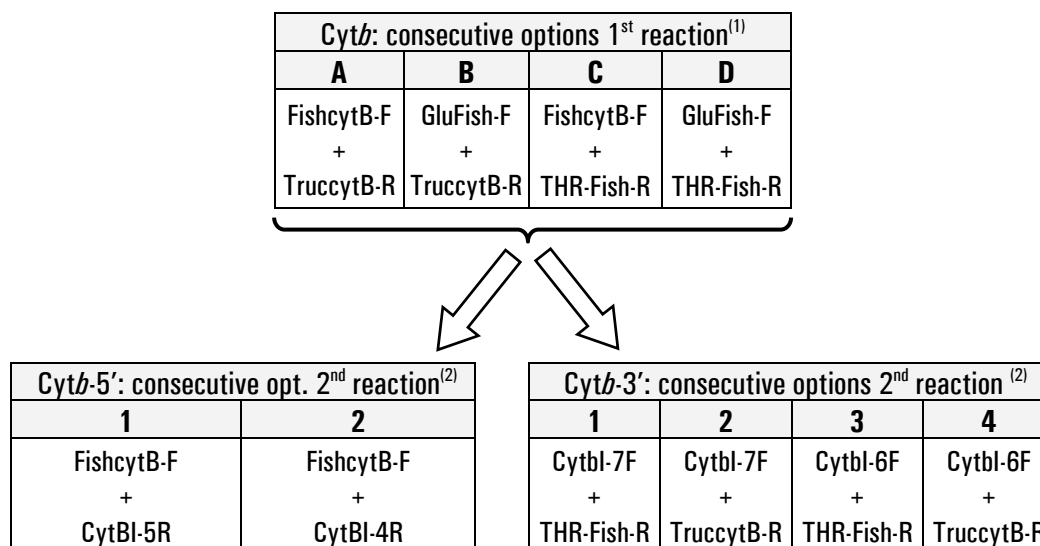 Cytb: consecutive options 1st reaction(1)
A B C D
FishcytB-F GluFish-F FishcytB-F GluFish-F
+ + + +
TruccytB-R TruccytB-R THR-Fish-R THR-Fish-R
Cytb-5′: consecutive opt. 2nd reaction(2)
1 2
FishcytB-F FishcytB-F
+ +
CytBI-5R CytBI-4R
Cytb-3′: consecutive options 2nd reaction (2)
1 2 3 4
Cytbl-7F Cytbl-7F Cytbl-6F Cytbl-6F
+ + + +
THR-Fish-R TruccytB-R THR-Fish-R TruccytB-R